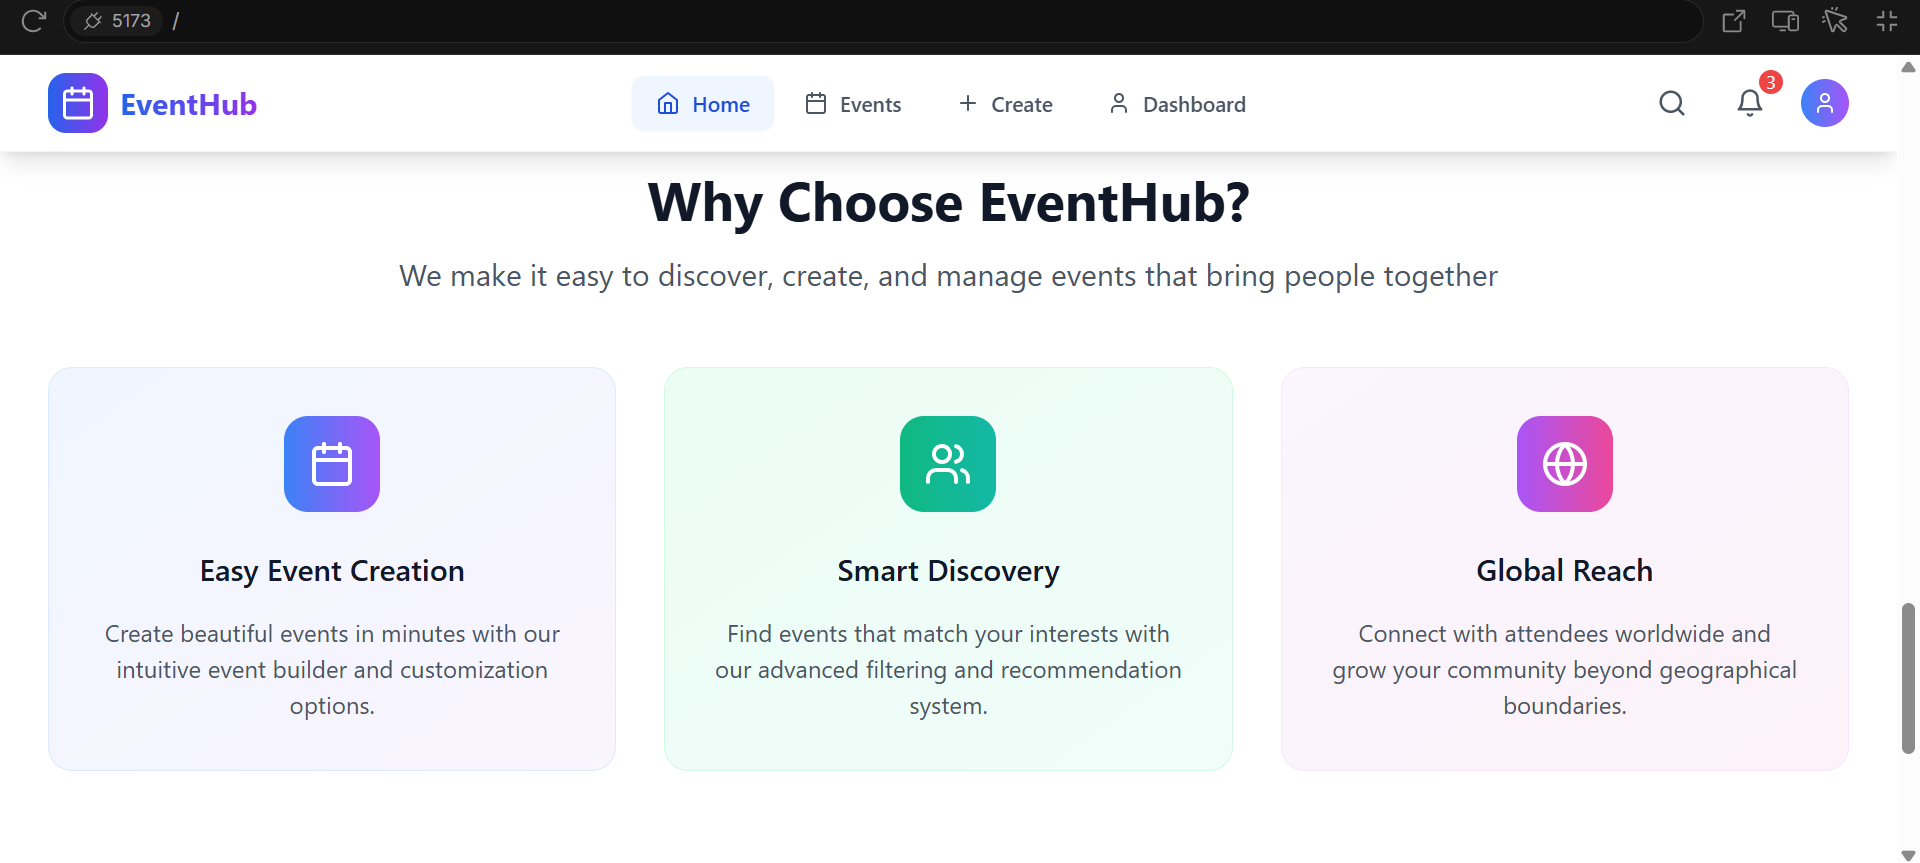 5173 /
EventHub
Home
Events
Create
Dashboard
3
Why Choose EventHub?
We make it easy to discover, create, and manage events that bring people together
Easy Event Creation
Create beautiful events in minutes with our
intuitive event builder and customization
options.
Smart Discovery
Find events that match your interests with
our advanced filtering and recommendation
system.
Global Reach
Connect with attendees worldwide and
grow your community beyond geographical
boundaries.